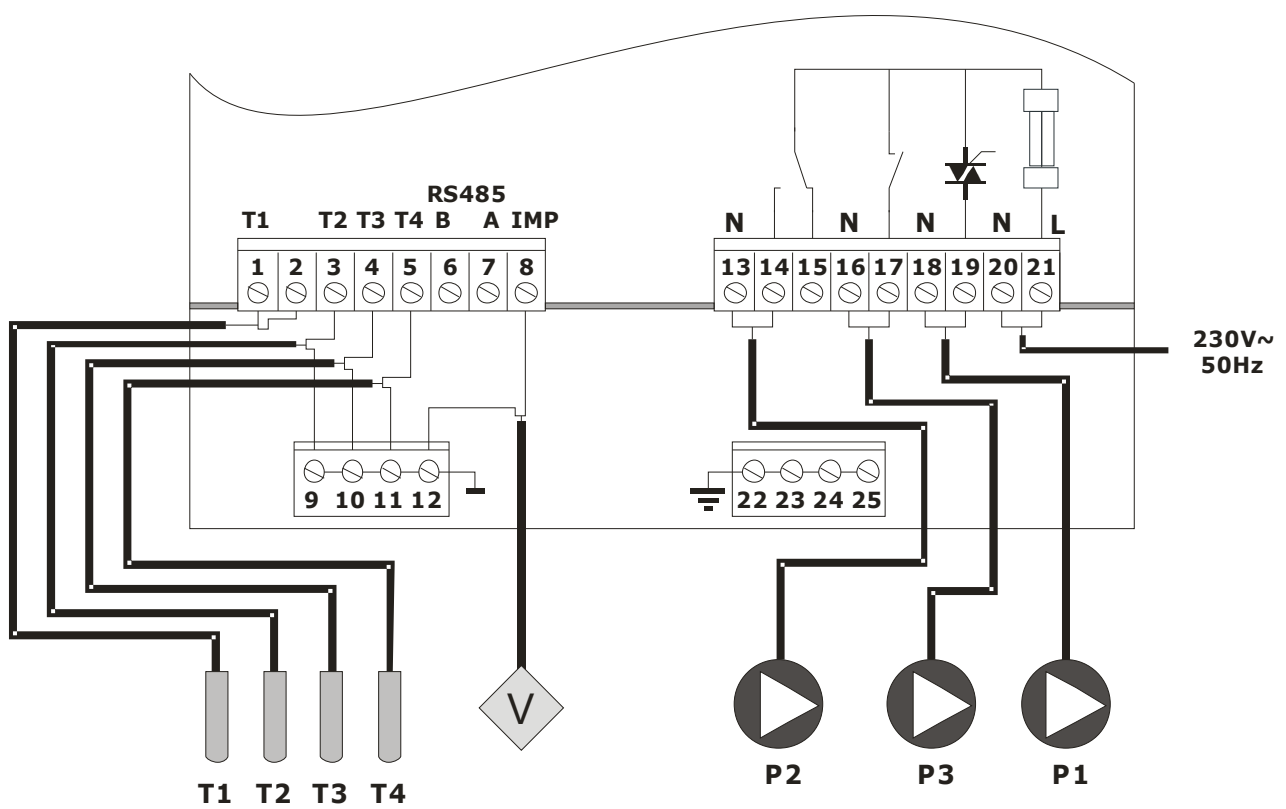 RS485
T1 T2 T3 T4 B A IMP
N N N N L
1 2 3 4 5 6 7 8
13 14 15 16 17 18 19 20 21
230V~
50Hz
9 10 11 12
22 23 24 25
V
T1 T2 T3 T4
P2 P3 P1